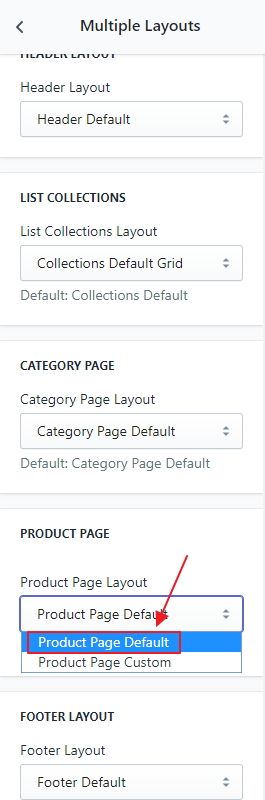 Multiple Layouts
HEADER LAYOUT
Header Layout
Header Default
LIST COLLECTIONS
List Collections Layout
Collections Default Grid
Default: Collections Default
CATEGORY PAGE
Category Page Layout
Category Page Default
Default: Category Page Default
PRODUCT PAGE
Product Page Layout
Product Page Default
Product Page Default
Product Page Custom
FOOTER LAYOUT
Footer Layout
Footer Default